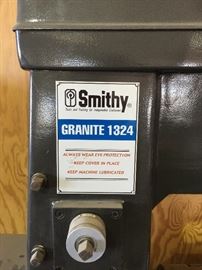 Smithy®
Tools and Tooling for Independent Craftsmen
GRANITE 1324
ALWAYS WEAR EYE PROTECTION
KEEP COVER IN PLACE
KEEP MACHINE LUBRICATED